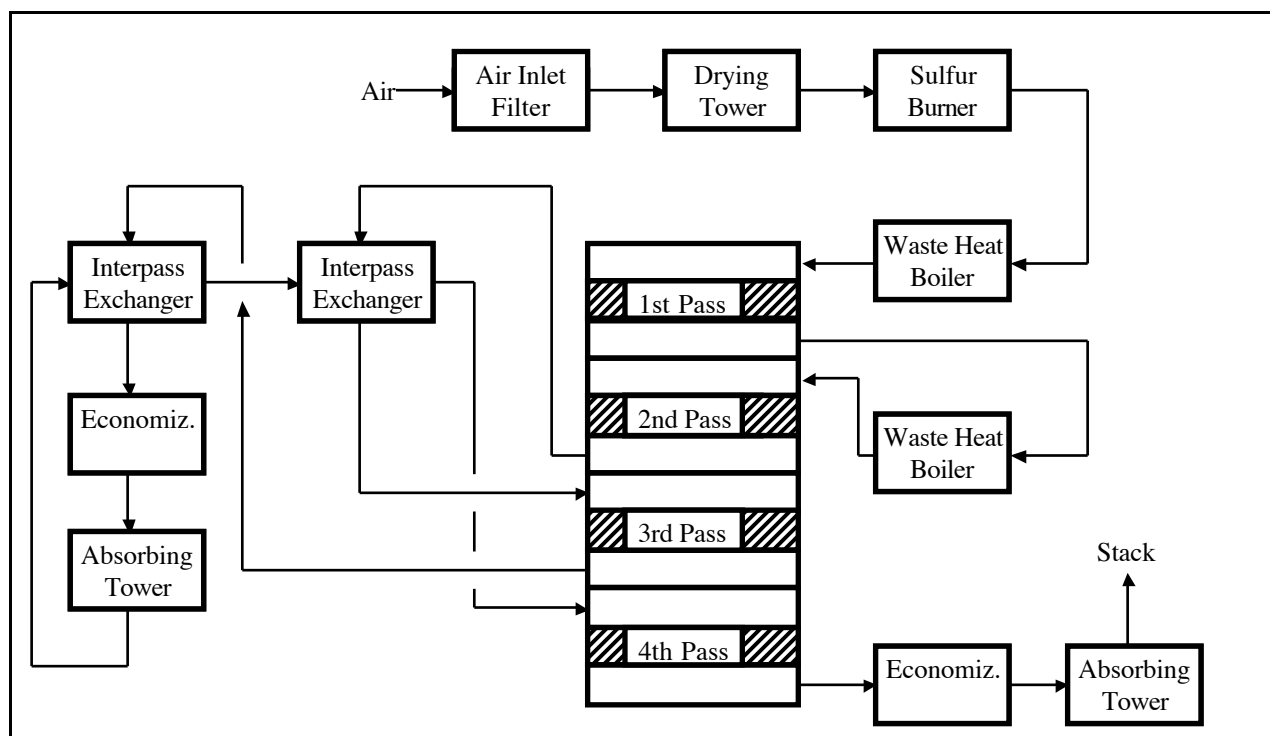 Air
Air Inlet
Filter
Drying
Tower
Sulfur
Burner
Interpass
Exchanger
Interpass
Exchanger
Waste Heat
Boiler
1st Pass
Economiz.
2nd Pass
Waste Heat
Boiler
3rd Pass
Absorbing
Tower
Stack
4th Pass
Economiz.
Absorbing
Tower